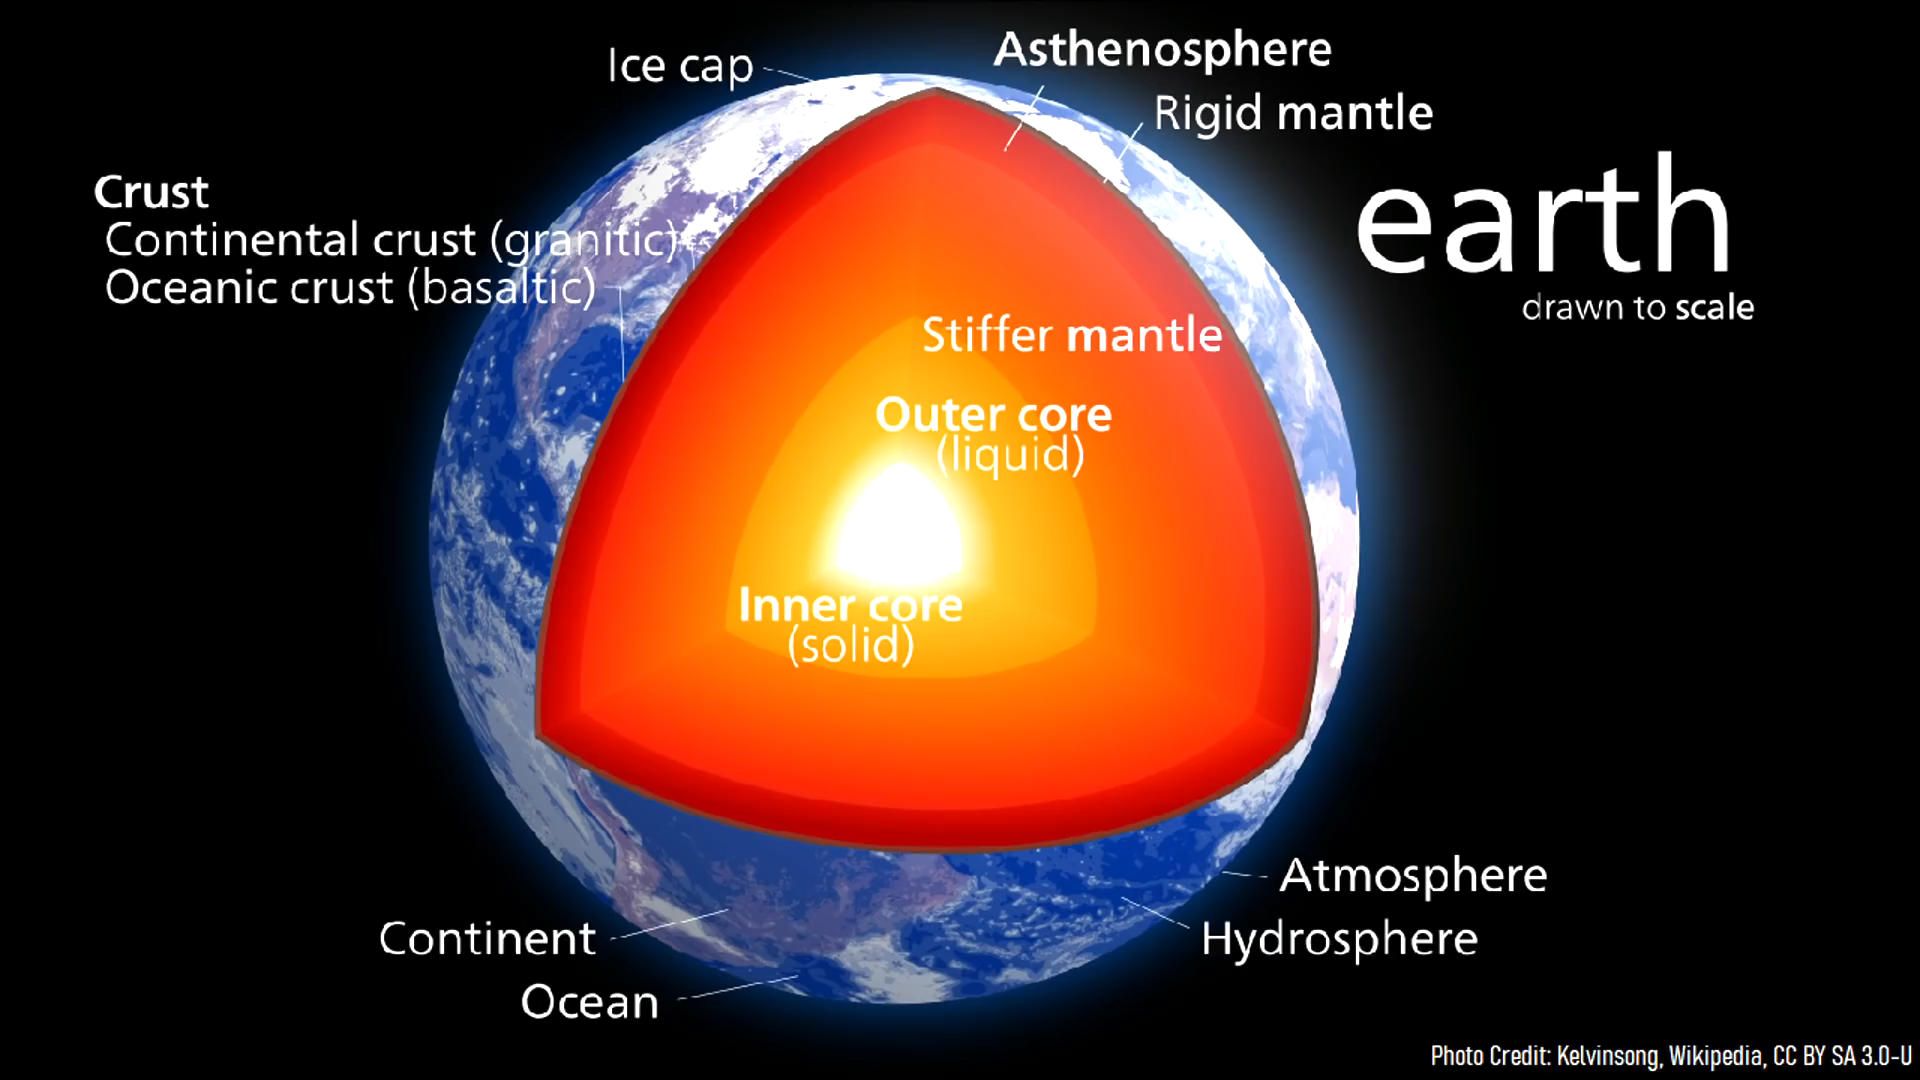 Ice cap
Asthenosphere
Rigid mantle
earth
drawn to scale
Crust
Continental crust (granitic)
Oceanic crust (basaltic)
Stiffer mantle
Outer core
(liquid)
Inner core
(solid)
Atmosphere
Hydrosphere
Continent
Ocean
Photo Credit: Kelvinsong, Wikipedia, CC BY SA 3.0-U